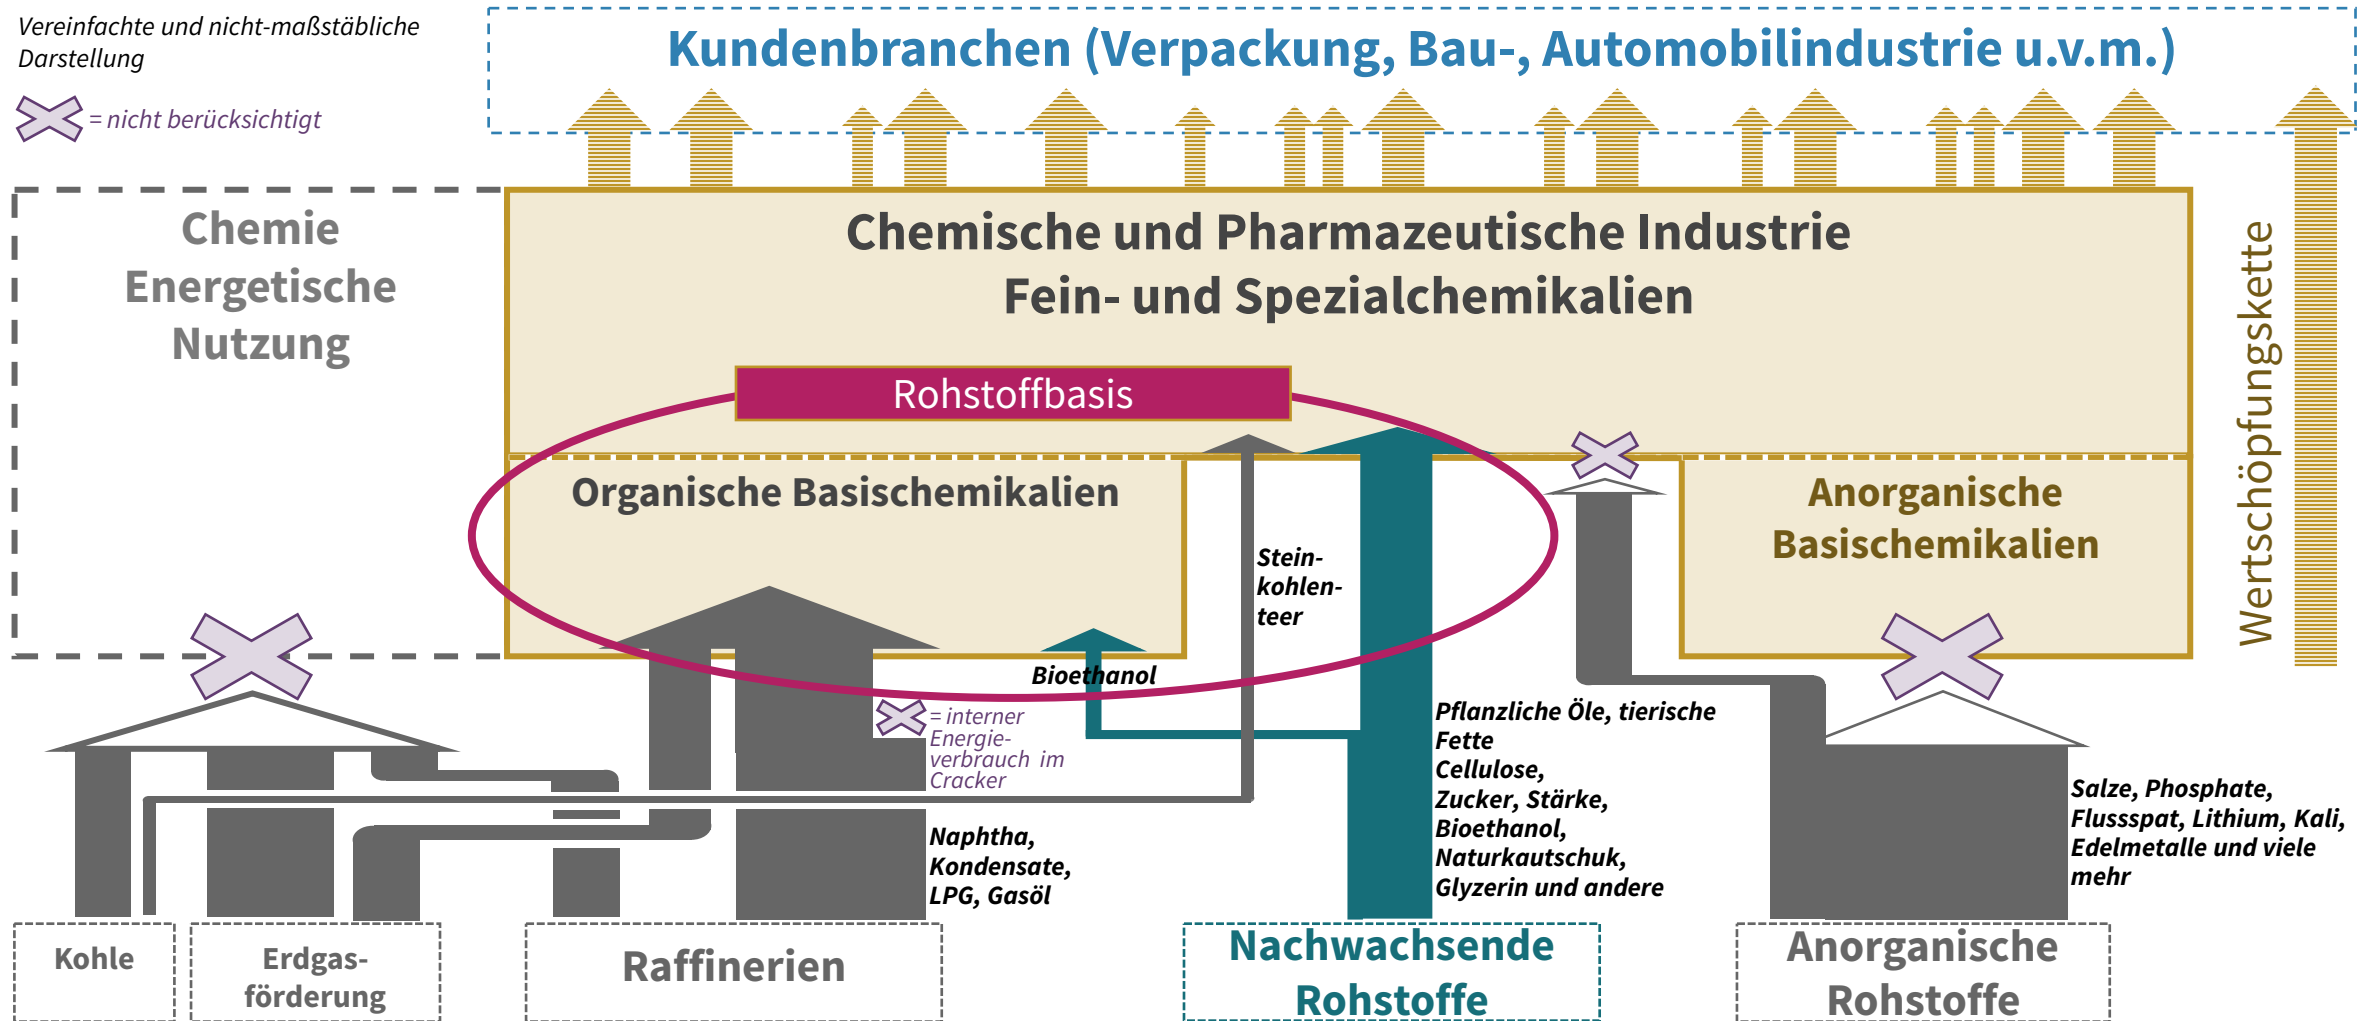 Vereinfachte und nicht-maßstäbliche
Darstellung
= nicht berücksichtigt
Kundenbranchen (Verpackung, Bau-, Automobilindustrie u.v.m.)
Chemie
Energetische
Nutzung
Chemische und Pharmazeutische Industrie
Fein- und Spezialchemikalien
Wertschöpfungskette
Rohstoffbasis
Organische Basischemikalien
Anorganische
Basischemikalien
Stein-
kohlen-
teer
Bioethanol
= interner
Energie-
verbrauch im
Cracker
Naphtha,
Kondensate,
LPG, Gasöl
Pflanzliche Öle, tierische
Fette
Cellulose,
Zucker, Stärke,
Bioethanol,
Naturkautschuk,
Glyzerin und andere
Salze, Phosphate,
Flussspat, Lithium, Kali,
Edelmetalle und viele
mehr
Kohle
Erdgas-
förderung
Raffinerien
Nachwachsende
Rohstoffe
Anorganische
Rohstoffe